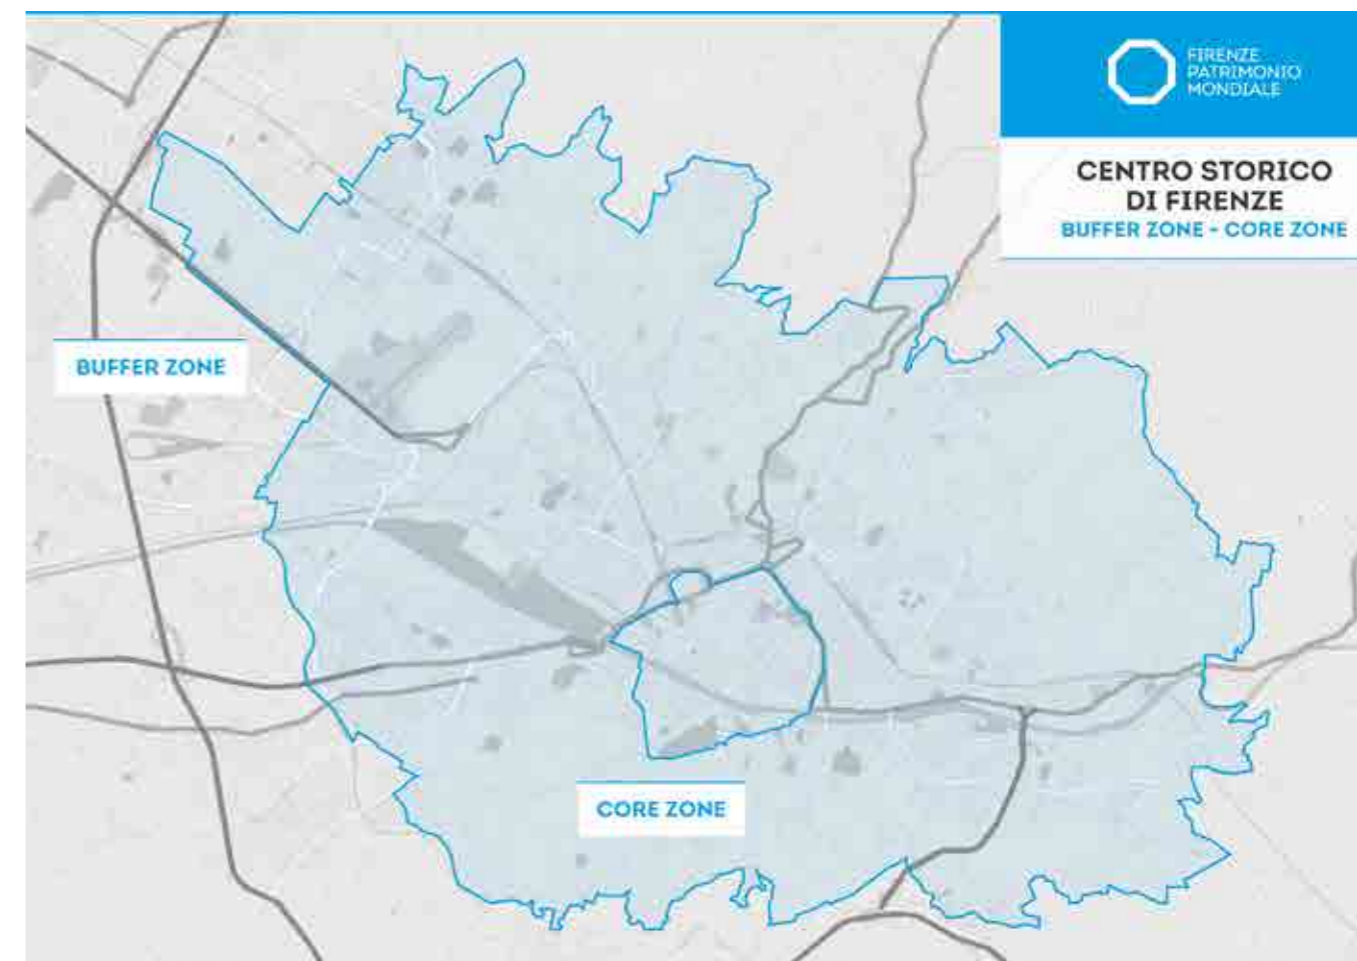 FIRENZE
PATRIMONIO
MONDIALE
CENTRO STORICO
DI FIRENZE
BUFFER ZONE - CORE ZONE
BUFFER ZONE
CORE ZONE